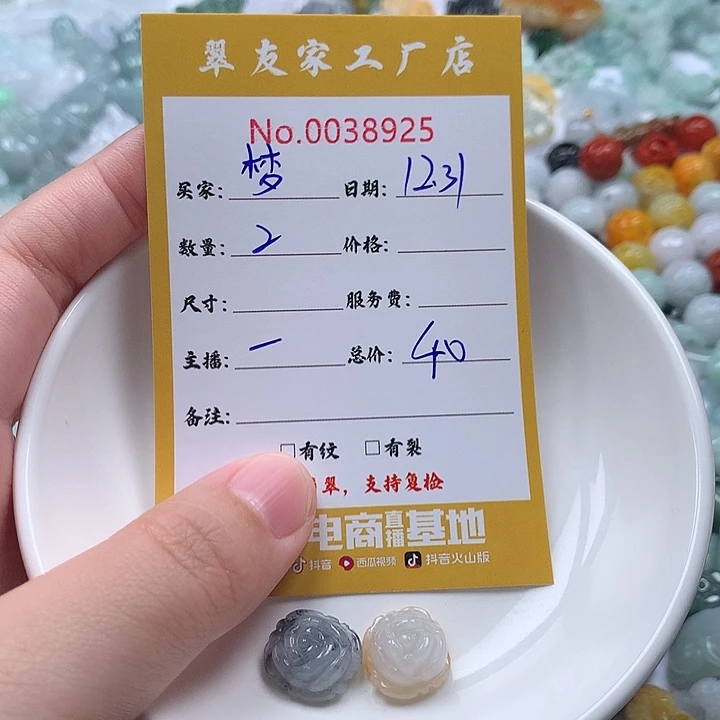 翠友家工厂店
No.0038925
买家: 梦 日期: 12.31
数量: 2 价格:
尺寸: 服务费:
主播: 一 总价: 40
备注:
□有纹 □有裂
翠，支持复检
电商直播基地
抖音 西瓜视频 抖音火山版